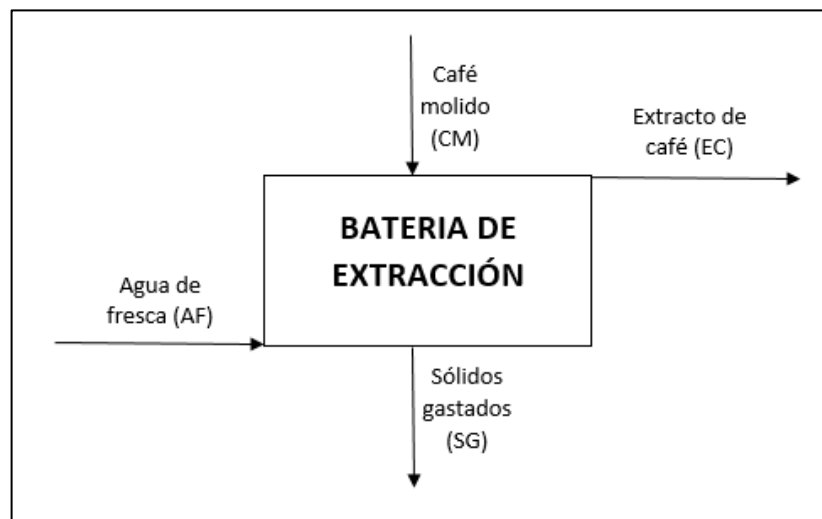 Café
molido
(CM)
Extracto de
café (EC)
BATERIA DE
EXTRACCIÓN
Agua de
fresca (AF)
Sólidos
gastados
(SG)